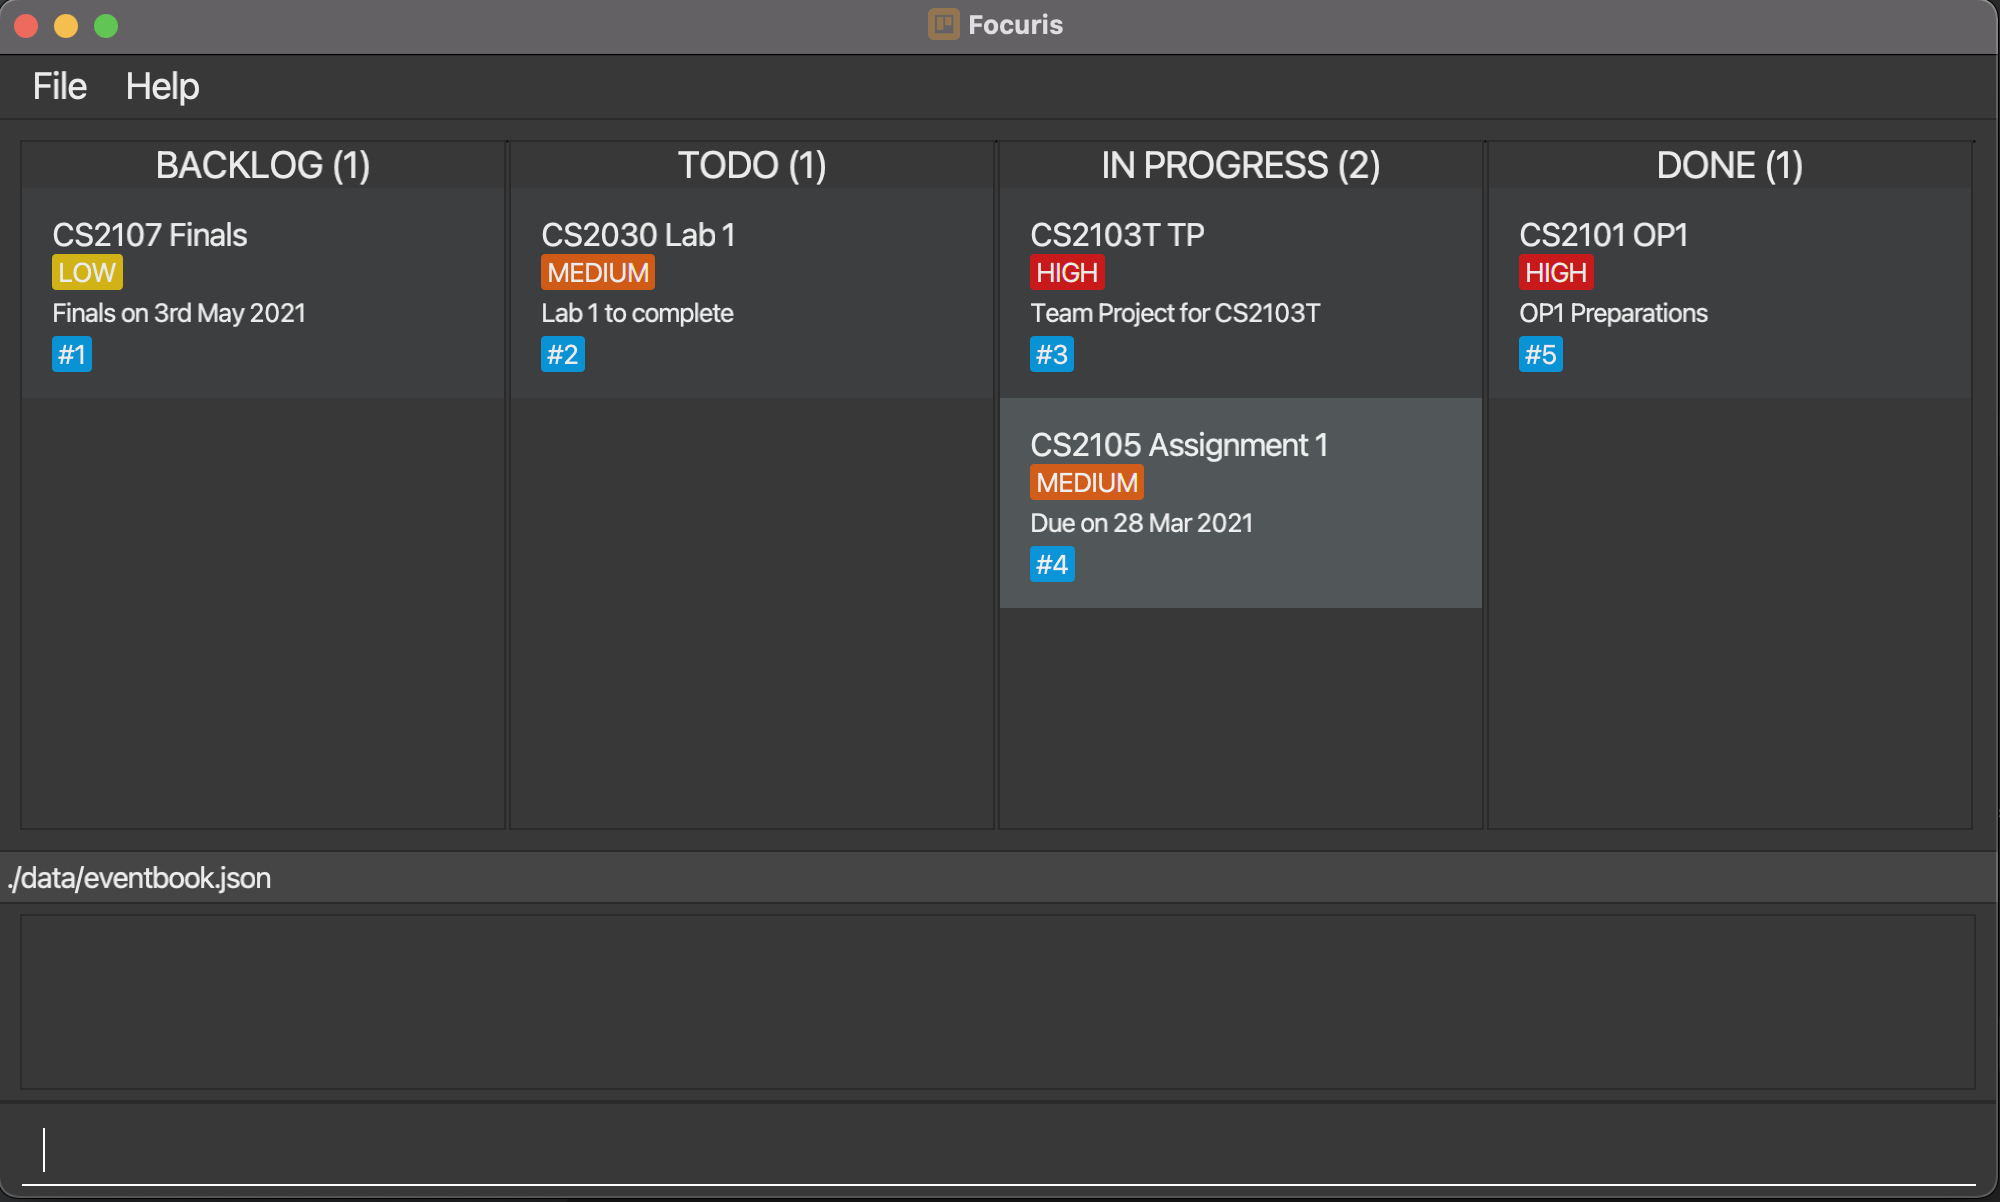 Focuris
File Help
BACKLOG (1)
CS2107 Finals
LOW
Finals on 3rd May 2021
#1
TODO (1)
CS2030 Lab 1
MEDIUM
Lab 1 to complete
#2
IN PROGRESS (2)
CS2103T TP
HIGH
Team Project for CS2103T
#3
CS2105 Assignment 1
MEDIUM
Due on 28 Mar 2021
#4
DONE (1)
CS2101 OP1
HIGH
OP1 Preparations
#5
./data/eventbook.json